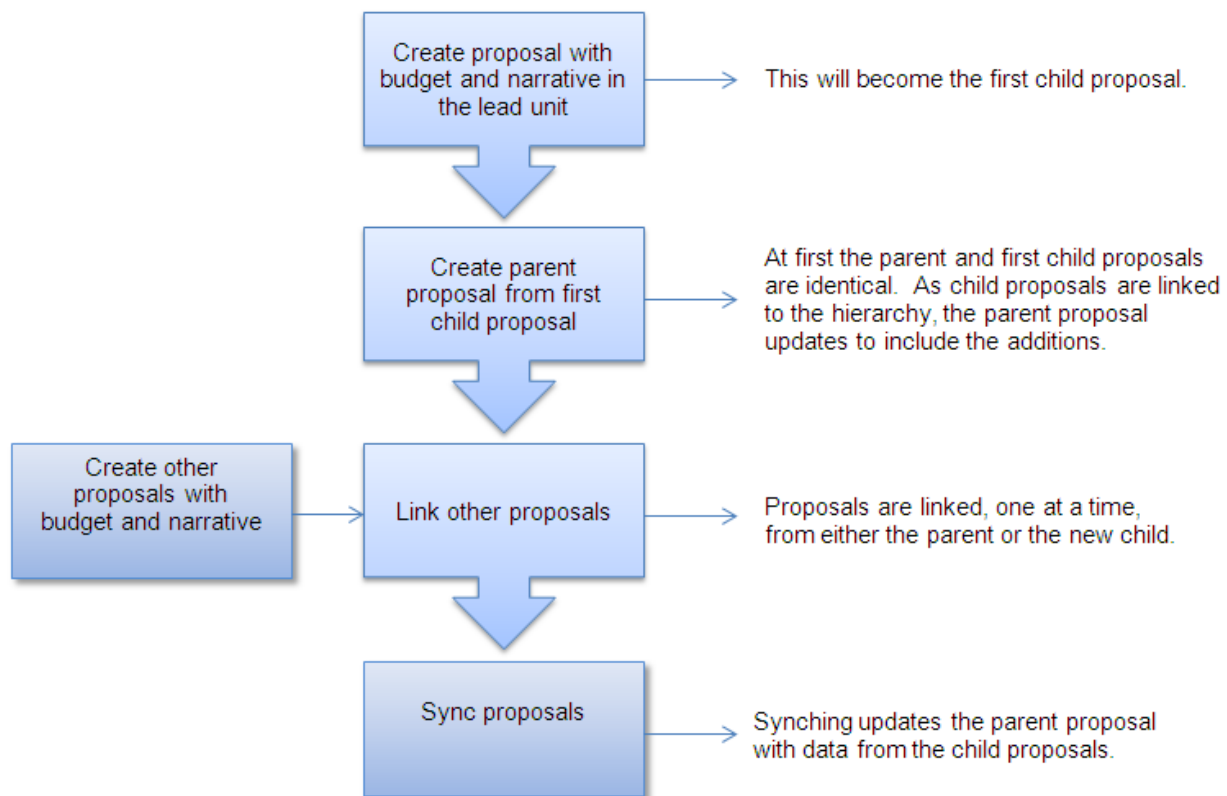 Create proposal with
budget and narrative in
the lead unit
This will become the first child proposal.
Create parent
proposal from first
child proposal
At first the parent and first child proposals
are identical.  As child proposals are linked
to the hierarchy, the parent proposal
updates to include the additions.
Create other
proposals with
budget and narrative
Link other proposals
Proposals are linked, one at a time,
from either the parent or the new child.
Sync proposals
Synching updates the parent proposal
with data from the child proposals.